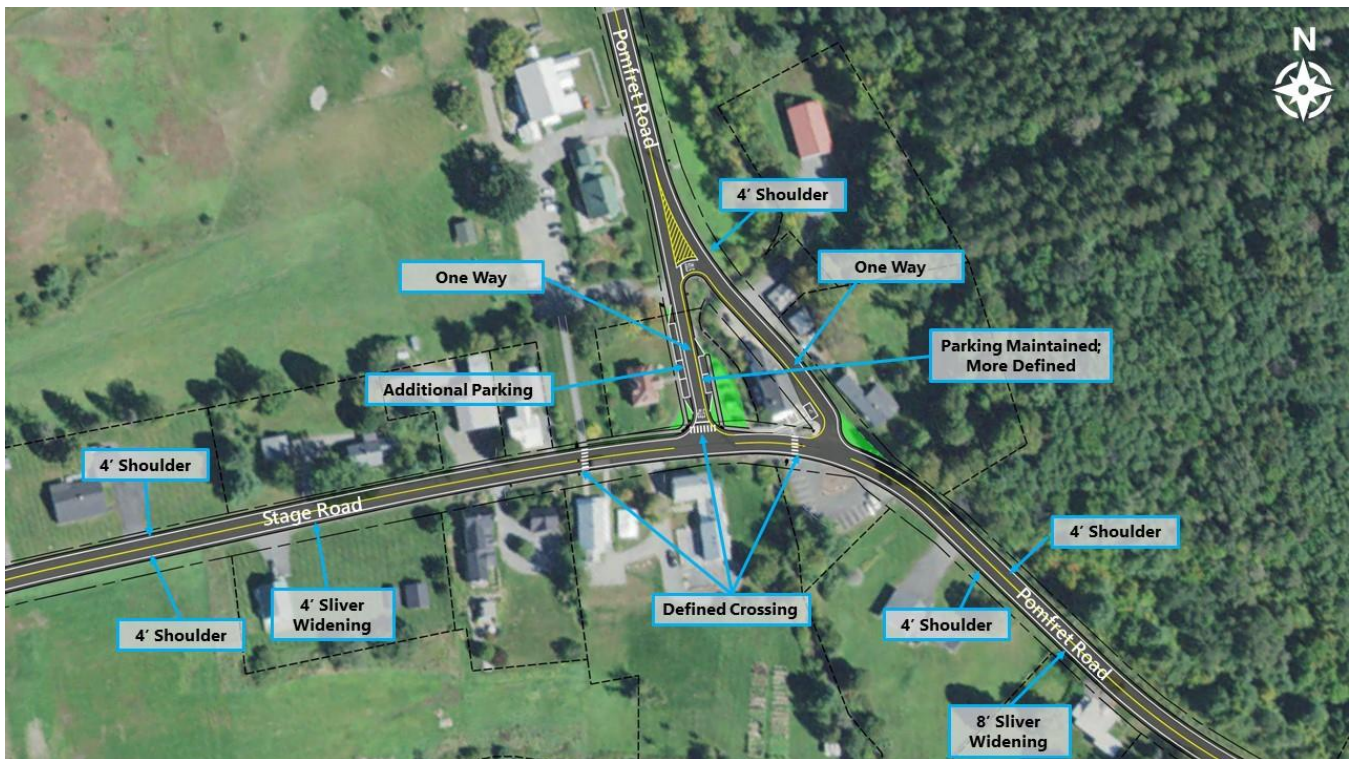 N
Pomfret Road
4’ Shoulder
One Way
One Way
Parking Maintained;
More Defined
Additional Parking
4’ Shoulder
Stage Road
4’ Shoulder
4’ Sliver
Widening
4’ Shoulder
Defined Crossing
4’ Shoulder
Pomfret Road
8’ Sliver
Widening